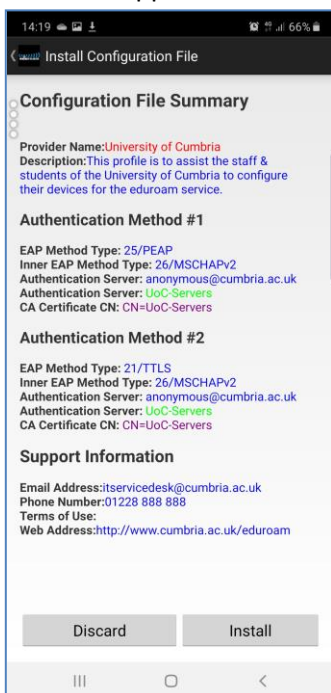 14:19 66%
Install Configuration File
Configuration File Summary
Provider Name:University of Cumbria
Description:This profile is to assist the staff &
students of the University of Cumbria to configure
their devices for the eduroam service.
Authentication Method #1
EAP Method Type: 25/PEAP
Inner EAP Method Type: 26/MSCHAPv2
Authentication Server: anonymous@cumbria.ac.uk
Authentication Server: UoC-Servers
CA Certificate CN: CN=UoC-Servers
Authentication Method #2
EAP Method Type: 21/TTLS
Inner EAP Method Type: 26/MSCHAPv2
Authentication Server: anonymous@cumbria.ac.uk
Authentication Server: UoC-Servers
CA Certificate CN: CN=UoC-Servers
Support Information
Email Address:itservicedesk@cumbria.ac.uk
Phone Number:01228 888 888
Terms of Use:
Web Address:http://www.cumbria.ac.uk/eduroam
Discard Install